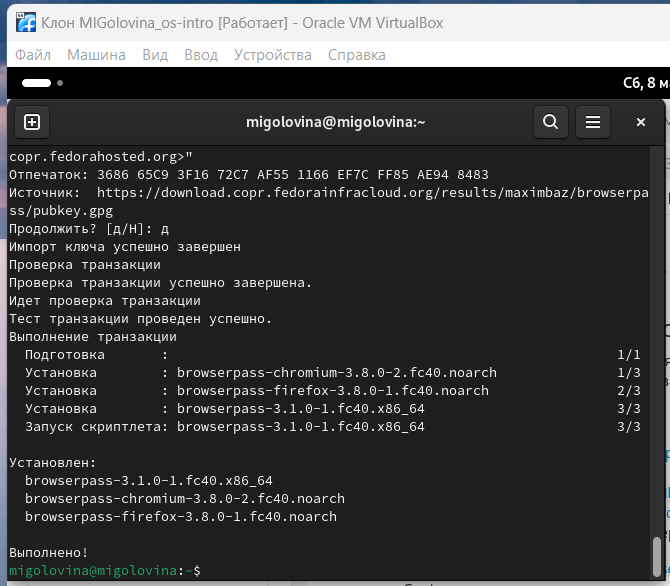 Клон MIGolovina_os-intro [Работает] - Oracle VM VirtualBox
Файл Машина Вид Ввод Устройства Справка
Сб, 8 м
migolovina@migolovina:~
copr.fedorahosted.org>"
Отпечаток: 3686 65C9 3F16 72C7 AF55 1166 EF7C FF85 AE94 8483
Источник: https://download.copr.fedorainfracloud.org/results/maximbaz/browserpa
ss/pubkey.gpg
Продолжить? [д/Н]: д
Импорт ключа успешно завершен
Проверка транзакции
Проверка транзакции успешно завершена.
Идет проверка транзакции
Тест транзакции проведен успешно.
Выполнение транзакции
Подготовка : 1/1
Установка : browserpass-chromium-3.8.0-2.fc40.noarch 1/3
Установка : browserpass-firefox-3.8.0-1.fc40.noarch 2/3
Установка : browserpass-3.1.0-1.fc40.x86_64 3/3
Запуск скриптлета: browserpass-3.1.0-1.fc40.x86_64 3/3
Установлен:
browserpass-3.1.0-1.fc40.x86_64
browserpass-chromium-3.8.0-2.fc40.noarch
browserpass-firefox-3.8.0-1.fc40.noarch
Выполнено!
migolovina@migolovina:~$